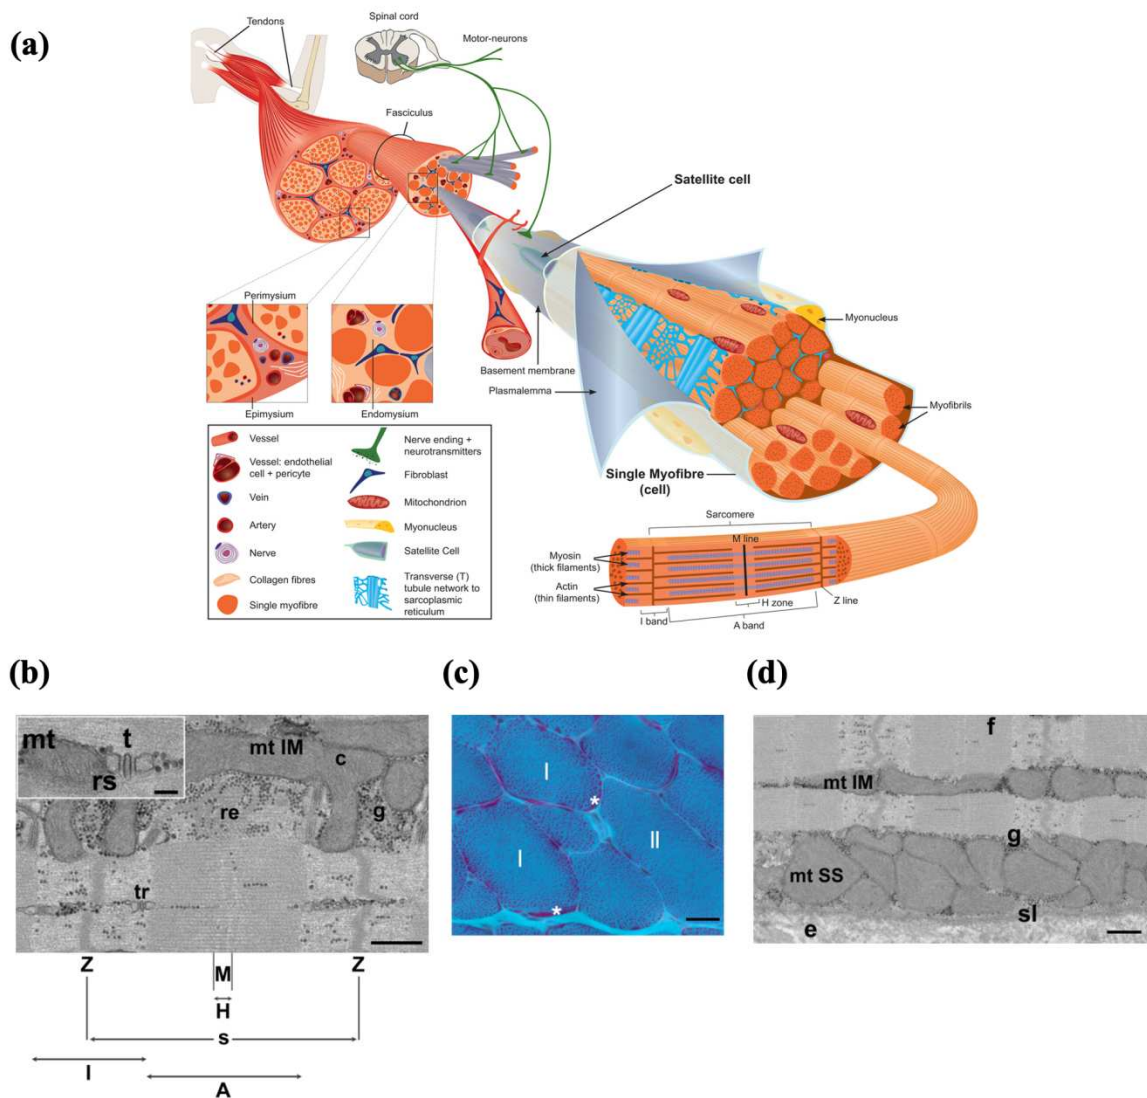 (a)
Tendons
Spinal cord
Motor-neurons
Fasciculus
Satellite cell
Perimysium
Epimysium
Endomysium
Basement membrane
Plasmalemma
Myonucleus
Myofibrils
Single Myofibre
(cell)
Vessel
Vessel: endothelial
cell + pericyte
Vein
Artery
Nerve
Collagen fibres
Single myofibre
Nerve ending +
neurotransmitters
Fibroblast
Mitochondrion
Myonucleus
Satellite Cell
Transverse (T)
tubule network to
sarcoplasmic
reticulum
Sarcomere
M line
Myosin
(thick filaments)
Actin
(thin filaments)
I band
H zone
A band
Z line
(b)
mt
t
rs
mt IM
c
re
g
tr
Z
M
Z
H
s
I
A
(c)
I
*
II
I
*
(d)
f
mt IM
g
mt SS
sl
e